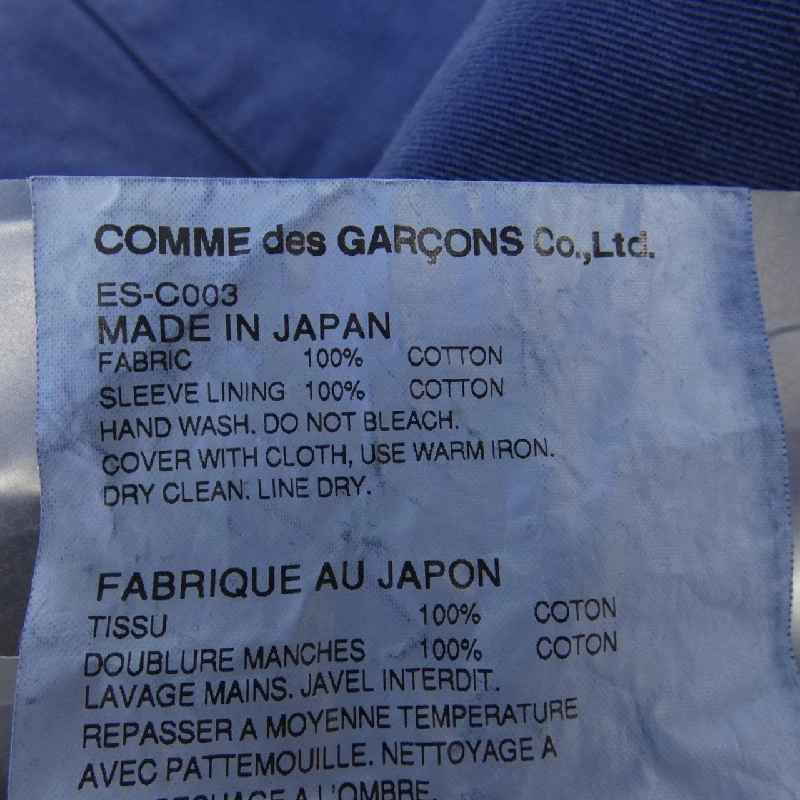 COMME des GARÇONS Co.,Ltd.
ES-C003
MADE IN JAPAN
FABRIC 100% COTTON
SLEEVE LINING 100% COTTON
HAND WASH. DO NOT BLEACH.
COVER WITH CLOTH, USE WARM IRON.
DRY CLEAN. LINE DRY.
FABRIQUE AU JAPON
TISSU 100% COTON
DOUBLURE MANCHES 100% COTON
LAVAGE MAINS. JAVEL INTERDIT.
REPASSER A MOYENNE TEMPERATURE
AVEC PATTEMOUILLE. NETTOYAGE A
A L'OMBRE.